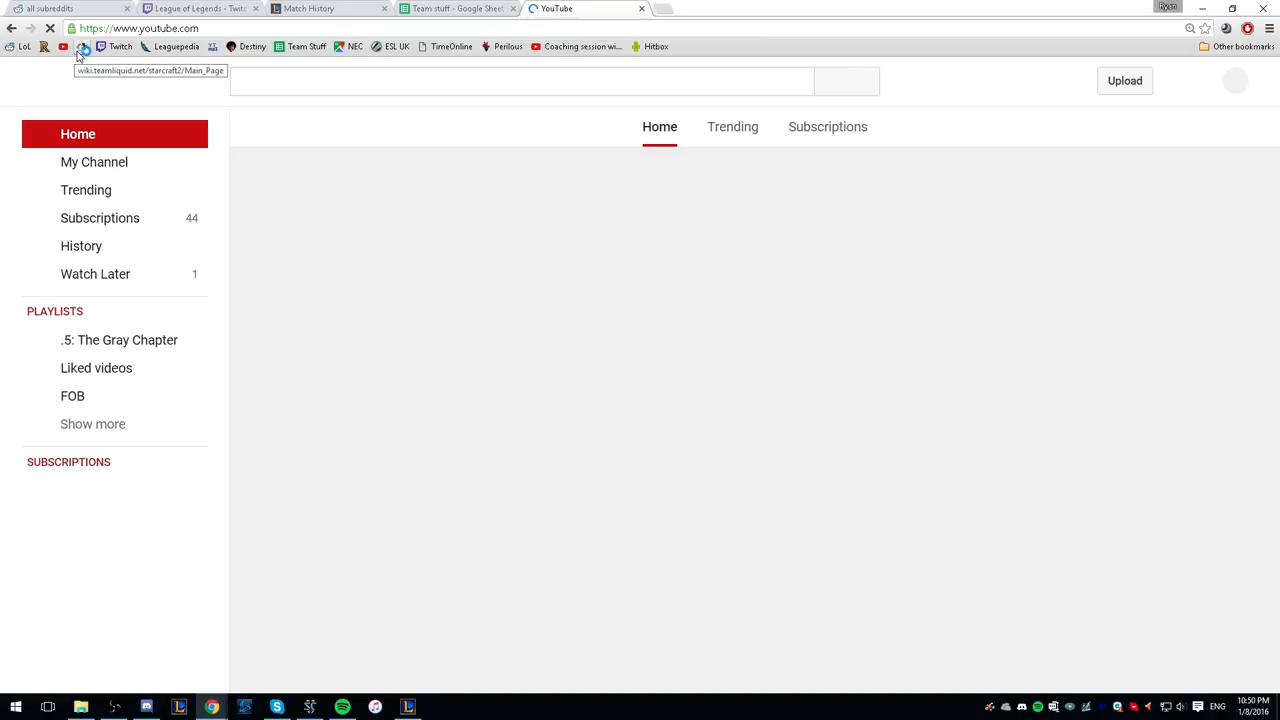 all subreddits
League of Legends - Twitc
Match History
Team stuff - Google Sheet
YouTube
Ryan
https://www.youtube.com
LoL
Twitch
Leaguepedia
Destiny
Team Stuff
NEC
ESL UK
TimeOnline
Perilous
Coaching session wi...
Hitbox
Other bookmarks
wiki.teamliquid.net/starcraft2/Main_Page
Upload
Home
Trending
Subscriptions
Home
My Channel
Trending
Subscriptions 44
History
Watch Later 1
PLAYLISTS
.5: The Gray Chapter
Liked videos
FOB
Show more
SUBSCRIPTIONS
ENG
10:50 PM
1/8/2016